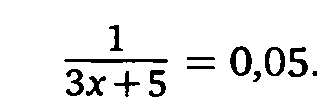 1/(3x+5) = 0,05.